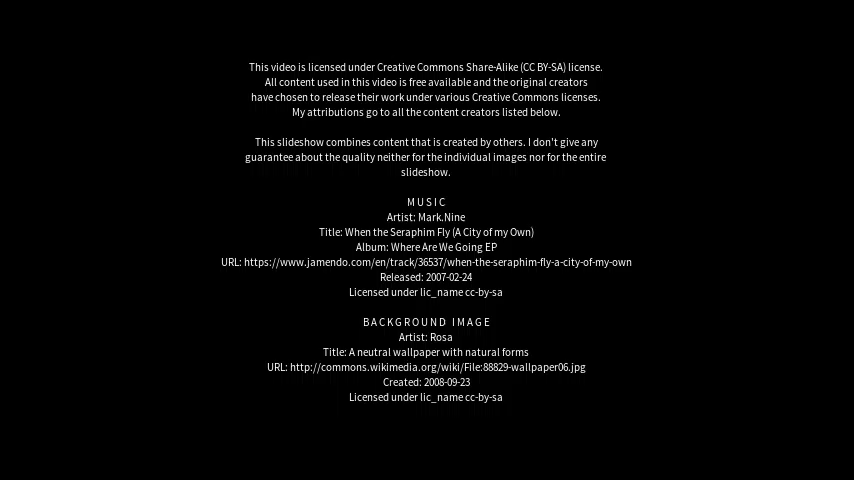 This video is licensed under Creative Commons Share-Alike (CC BY-SA) license.
All content used in this video is free available and the original creators
have chosen to release their work under various Creative Commons licenses.
My attributions go to all the content creators listed below.
This slideshow combines content that is created by others. I don't give any
guarantee about the quality neither for the individual images nor for the entire
slideshow.
MUSIC
Artist: Mark.Nine
Title: When the Seraphim Fly (A City of my Own)
Album: Where Are We Going EP
URL: https://www.jamendo.com/en/track/36537/when-the-seraphim-fly-a-city-of-my-own
Released: 2007-02-24
Licensed under lic_name cc-by-sa
BACKGROUND IMAGE
Artist: Rosa
Title: A neutral wallpaper with natural forms
URL: http://commons.wikimedia.org/wiki/File:88829-wallpaper06.jpg
Created: 2008-09-23
Licensed under lic_name cc-by-sa